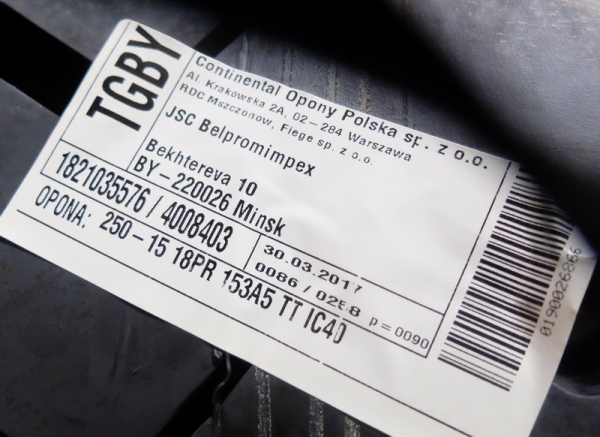 TGBY
Continental Opony Polska sp. z o.o.
Al. Krakowska 2A, 02-284 Warszawa
RDC Mszczonow, Fiege sp. z o.o.
JSC Belpromimpex
Bekhtereva 10
BY-220026 Minsk
1821035576 / 4008403
30.03.2017
0086 / 0268 p=0090
OPONA: 250-15 18PR 153A5 TT IC40
0190026866